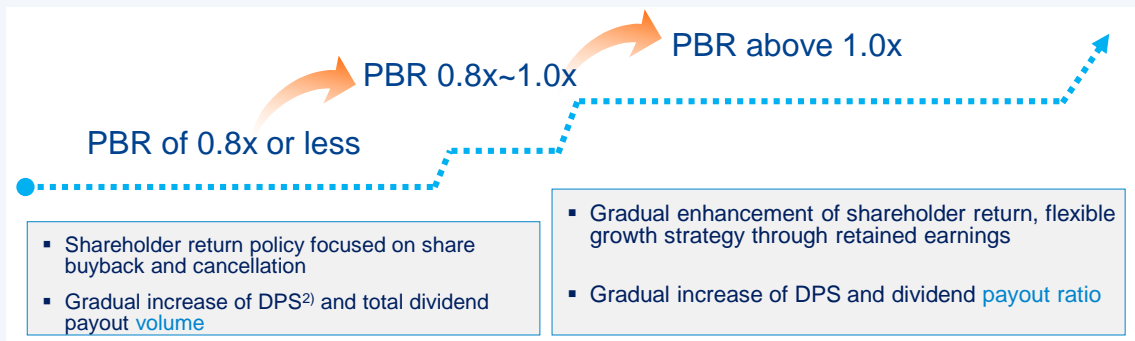 PBR above 1.0x
PBR 0.8x~1.0x
PBR of 0.8x or less
▪ Shareholder return policy focused on share
buyback and cancellation
▪ Gradual increase of DPS2) and total dividend
payout volume
▪ Gradual enhancement of shareholder return, flexible
growth strategy through retained earnings
▪ Gradual increase of DPS and dividend payout ratio